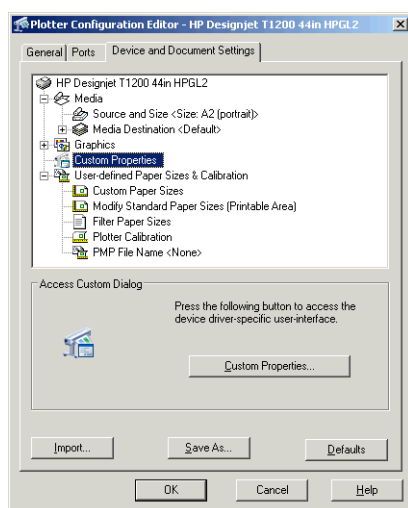 Plotter Configuration Editor - HP Designjet T1200 44in HPGL2
General Ports Device and Document Settings
HP Designjet T1200 44in HPGL2
Media
Source and Size <Size: A2 (portrait)>
Media Destination <Default>
Graphics
Custom Properties
User-defined Paper Sizes & Calibration
Custom Paper Sizes
Modify Standard Paper Sizes (Printable Area)
Filter Paper Sizes
Plotter Calibration
PMP File Name <None>
Access Custom Dialog
Press the following button to access the
device driver-specific user-interface.
Custom Properties...
Import... Save As... Defaults
OK Cancel Help